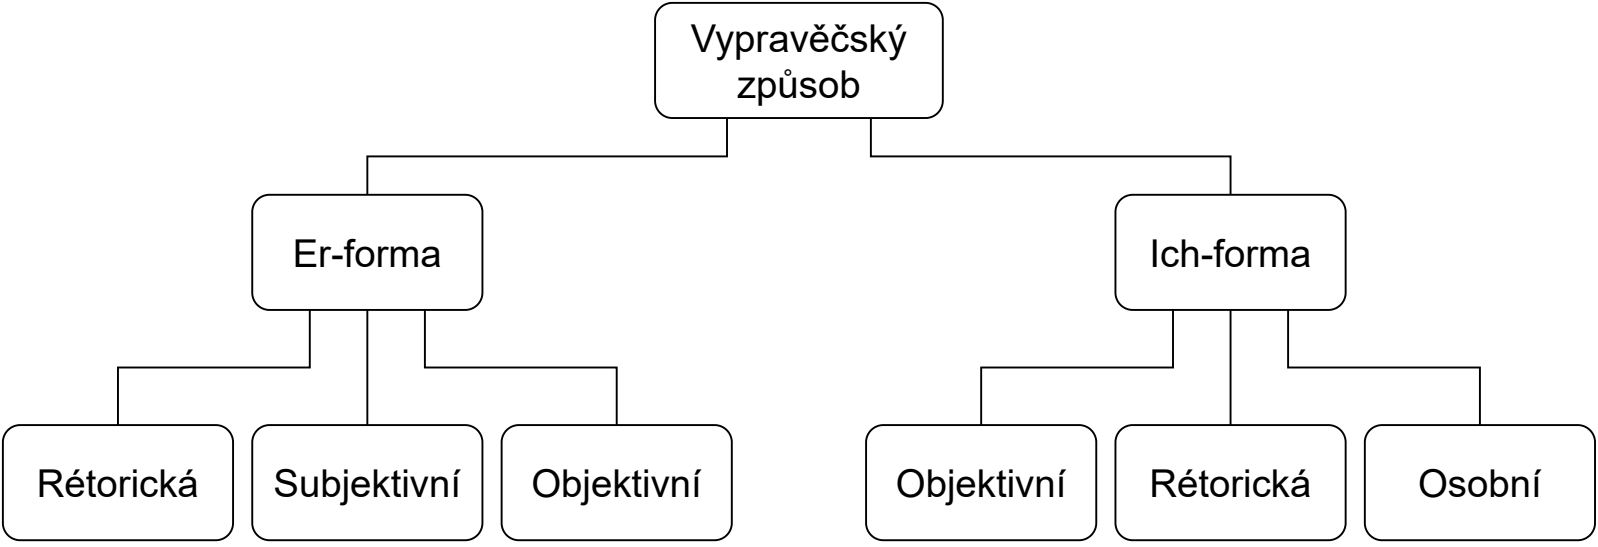 Vypravěčský
způsob
Er-forma
Ich-forma
Rétorická
Subjektivní
Objektivní
Objektivní
Rétorická
Osobní